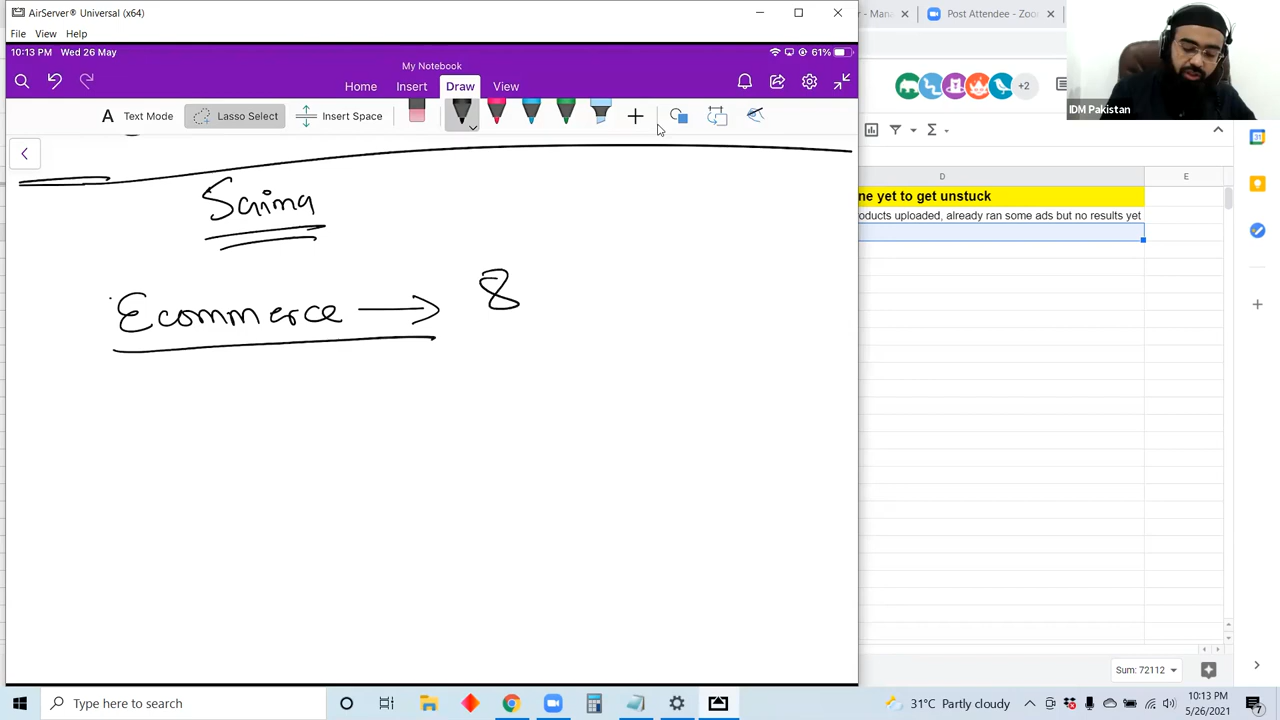 AirServer® Universal (x64)
File View Help
10:13 PM Wed 26 May
61%
My Notebook
Home Insert Draw View
A Text Mode Lasso Select Insert Space
Saima
Ecommerce → 8
Post Attendee - Zoo
+2
IDM Pakistan
31
D E
ne yet to get unstuck
oducts uploaded, already ran some ads but no results yet
Sum: 72112
Type here to search
31°C Partly cloudy
10:13 PM
5/26/2021
7